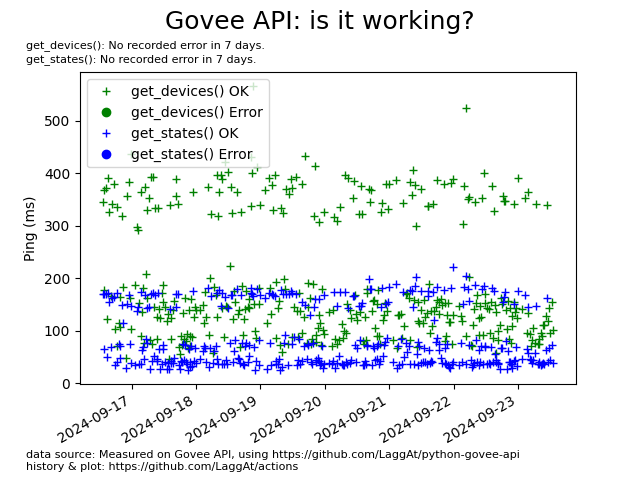 Govee API: is it working?
get_devices(): No recorded error in 7 days.
get_states(): No recorded error in 7 days.
get_devices() OK
get_devices() Error
get_states() OK
get_states() Error
Ping (ms)
500
400
300
200
100
0
2024-09-17
2024-09-18
2024-09-19
2024-09-20
2024-09-21
2024-09-22
2024-09-23
data source: Measured on Govee API, using https://github.com/LaggAt/python-govee-api
history & plot: https://github.com/LaggAt/actions